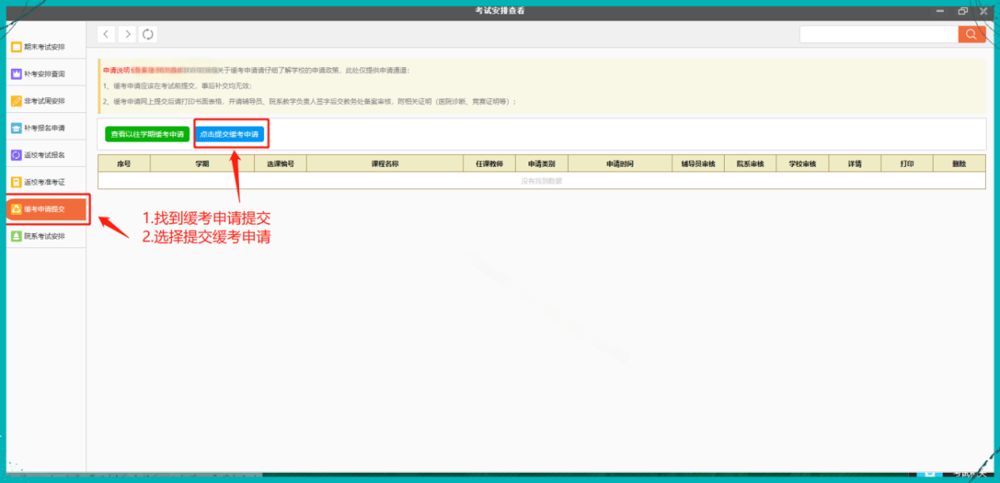 考试安排查看
期末考试安排
补考安排查询
非考试周安排
补考报名申请
返校考试报名
返校考准考证
缓考申请提交
院系考试安排
申请说明
关于缓考申请请仔细了解学校的申请政策，此处仅提供申请通道：
1、缓考申请应该在考试前提交，事后补交均无效；
2、缓考申请网上提交后请打印书面表格，并请辅导员、院系教学负责人签字后交教务处备案审核，附相关证明（医院诊断、竞赛证明等）；
查看以往学期缓考申请 点击提交缓考申请
序号 学期 选课编号 课程名称 任课教师 申请类别 申请时间 辅导员审核 院系审核 学校审核 详情 打印 删除
没有找到数据
1.找到缓考申请提交
2.选择提交缓考申请